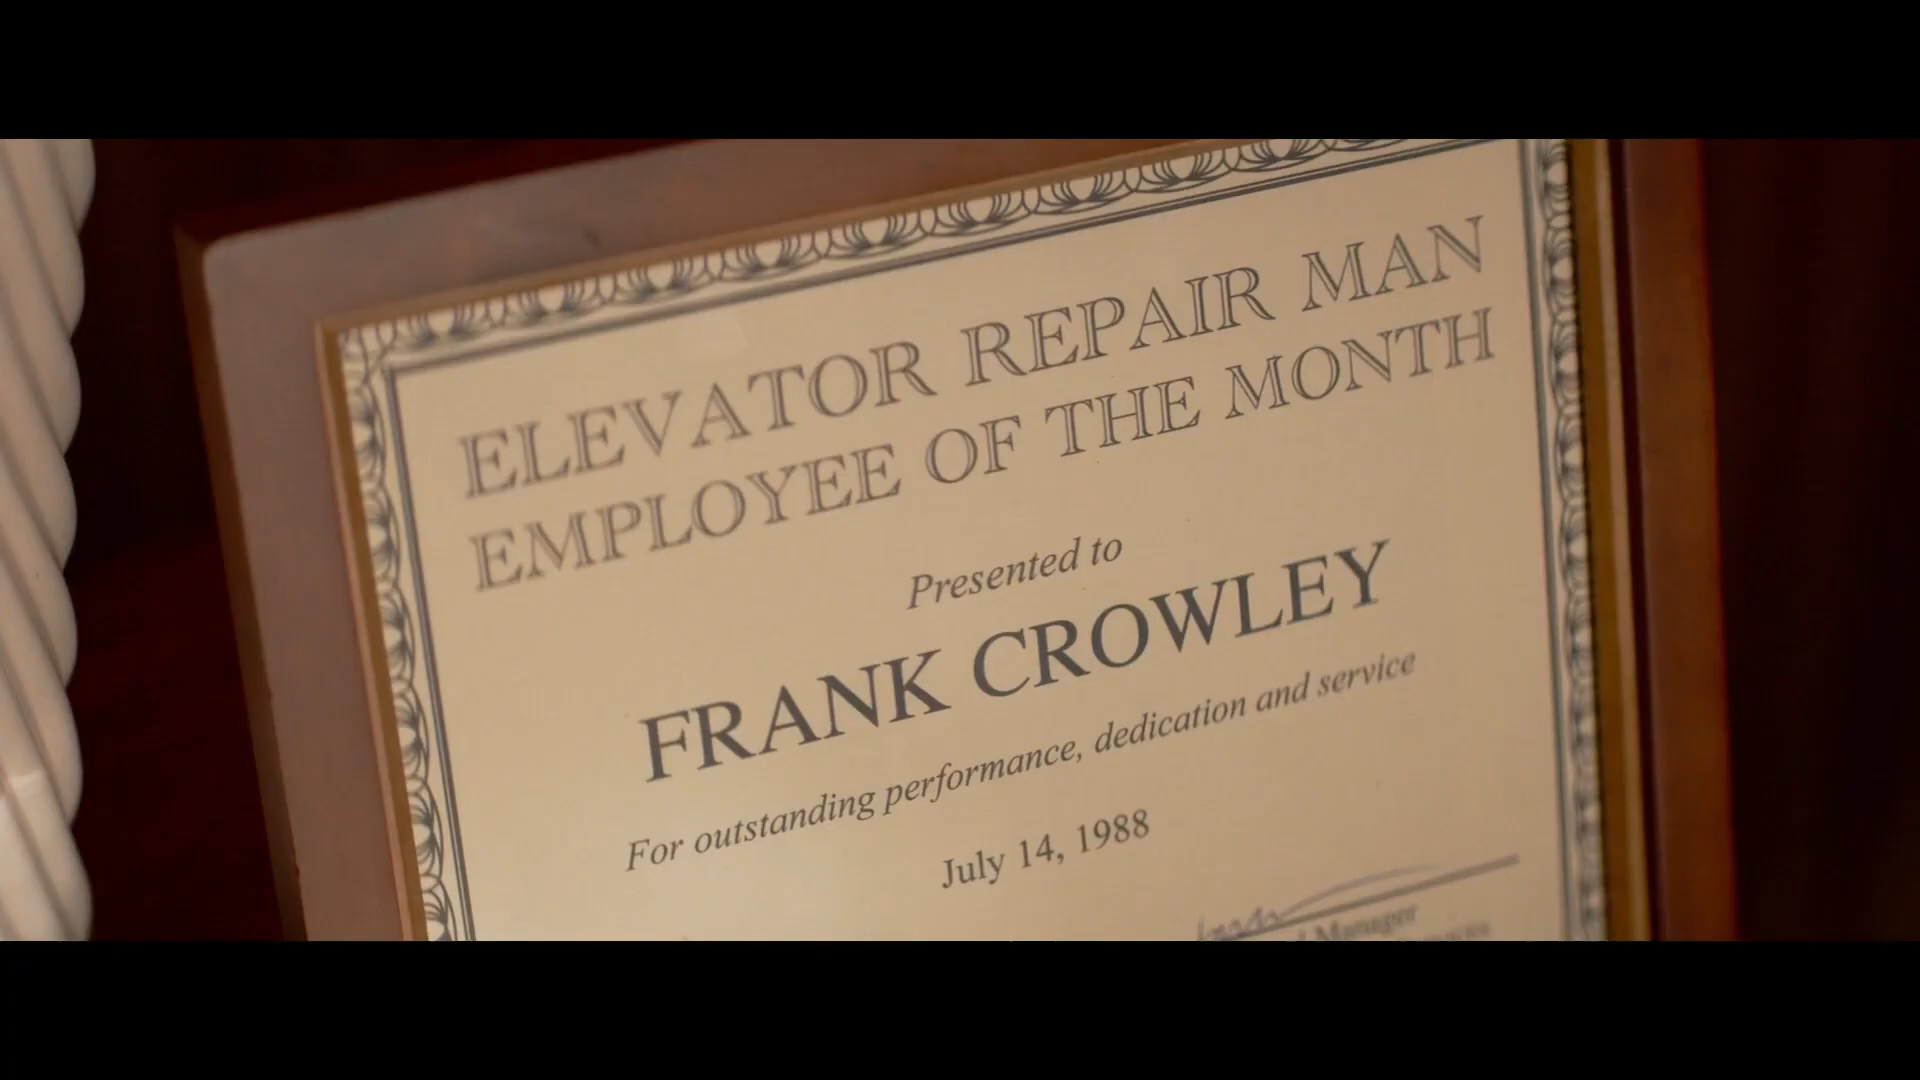 ELEVATOR REPAIR MAN
EMPLOYEE OF THE MONTH
Presented to
FRANK CROWLEY
For outstanding performance, dedication and service
July 14, 1988
Manager